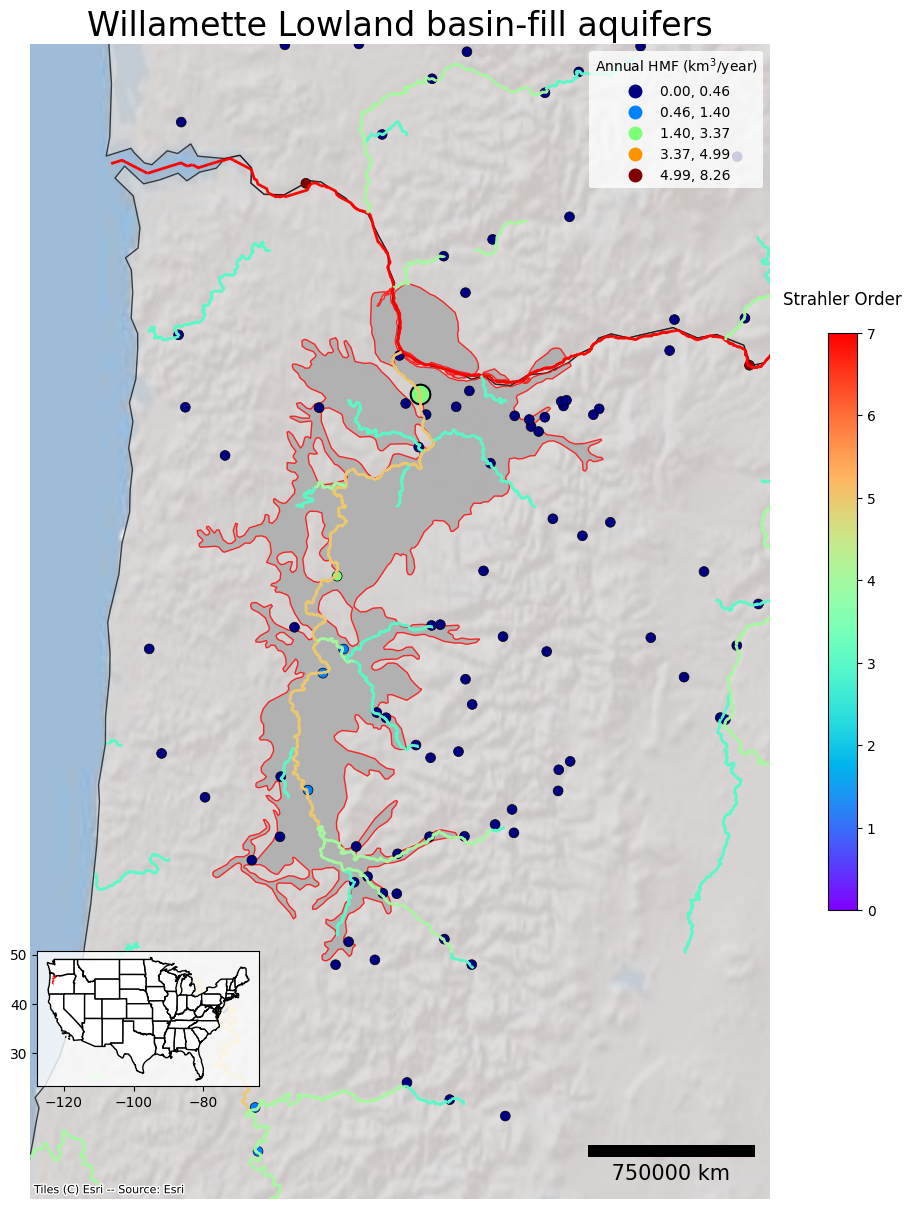 Willamette Lowland basin-fill aquifers
Annual HMF (km³/year)
0.00, 0.46
0.46, 1.40
1.40, 3.37
3.37, 4.99
4.99, 8.26
Strahler Order
7
6
5
4
3
2
1
0
50
40
30
−120 −100 −80
750000 km
Tiles (C) Esri -- Source: Esri